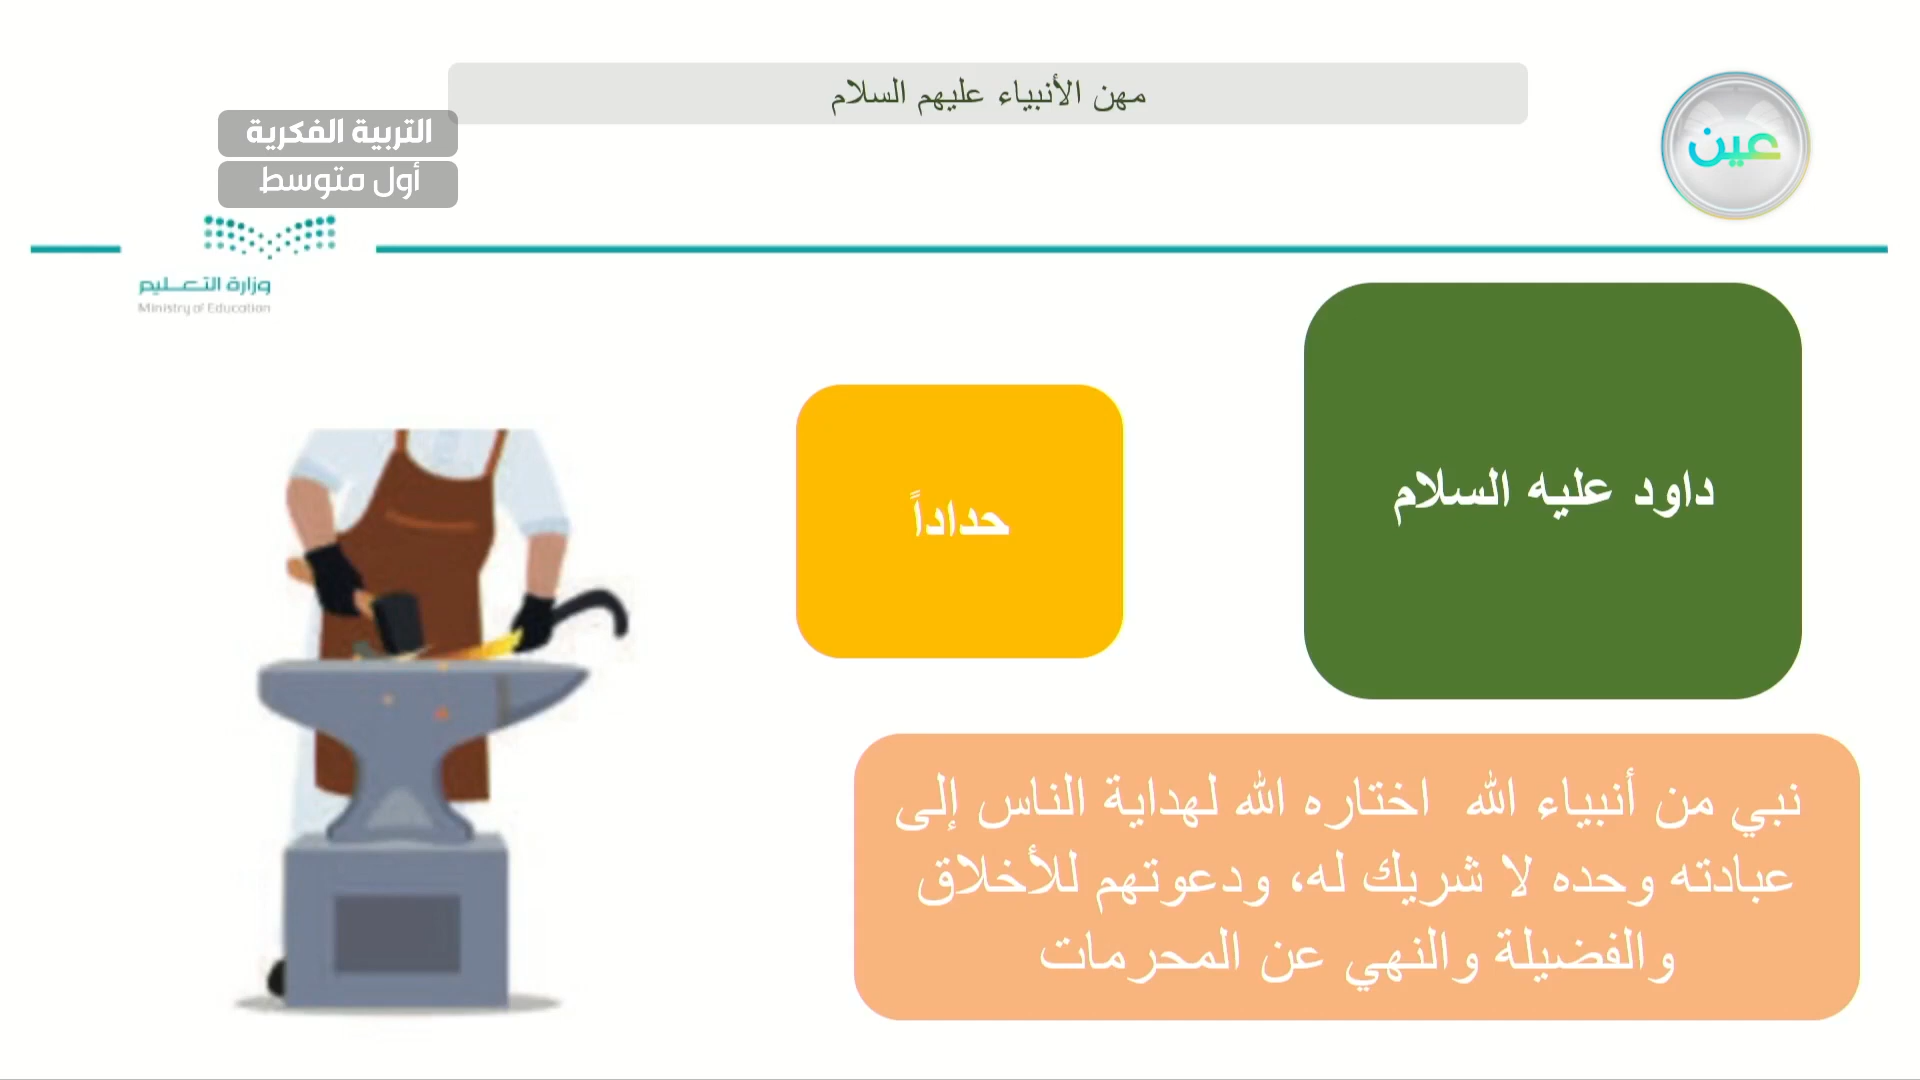 مهن الأنبياء عليهم السلام
عين
التربية الفكرية
أول متوسط
وزارة التعليم
Ministry of Education
داود عليه السلام
حداداً
نبي من أنبياء الله اختاره الله لهداية الناس إلى
عبادته وحده لا شريك له، ودعوتهم للأخلاق
والفضيلة والنهي عن المحرمات